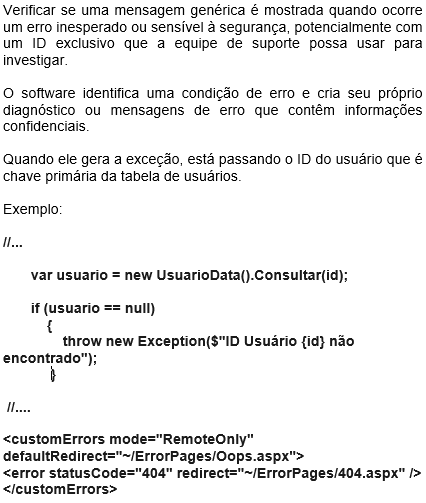 Verificar se uma mensagem genérica é mostrada quando ocorre
um erro inesperado ou sensível à segurança, potencialmente com
um ID exclusivo que a equipe de suporte possa usar para
investigar.
O software identifica uma condição de erro e cria seu próprio
diagnóstico ou mensagens de erro que contêm informações
confidenciais.
Quando ele gera a exceção, está passando o ID do usuário que é
chave primária da tabela de usuários.
Exemplo:
//...
var usuario = new UsuarioData().Consultar(id);
if (usuario == null)
{
throw new Exception($"ID Usuário {id} não
encontrado");
}
//....
<customErrors mode="RemoteOnly"
defaultRedirect="~/ErrorPages/Oops.aspx">
<error statusCode="404" redirect="~/ErrorPages/404.aspx" />
</customErrors>